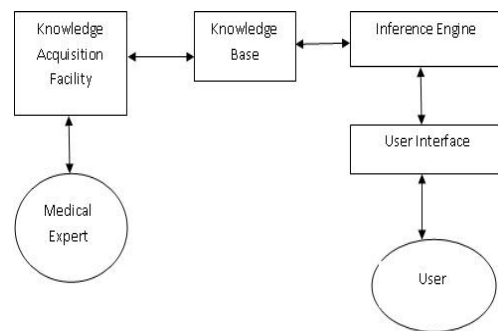 Knowledge
Acquisition
Facility
Knowledge
Base
Inference Engine
User Interface
Medical
Expert
User